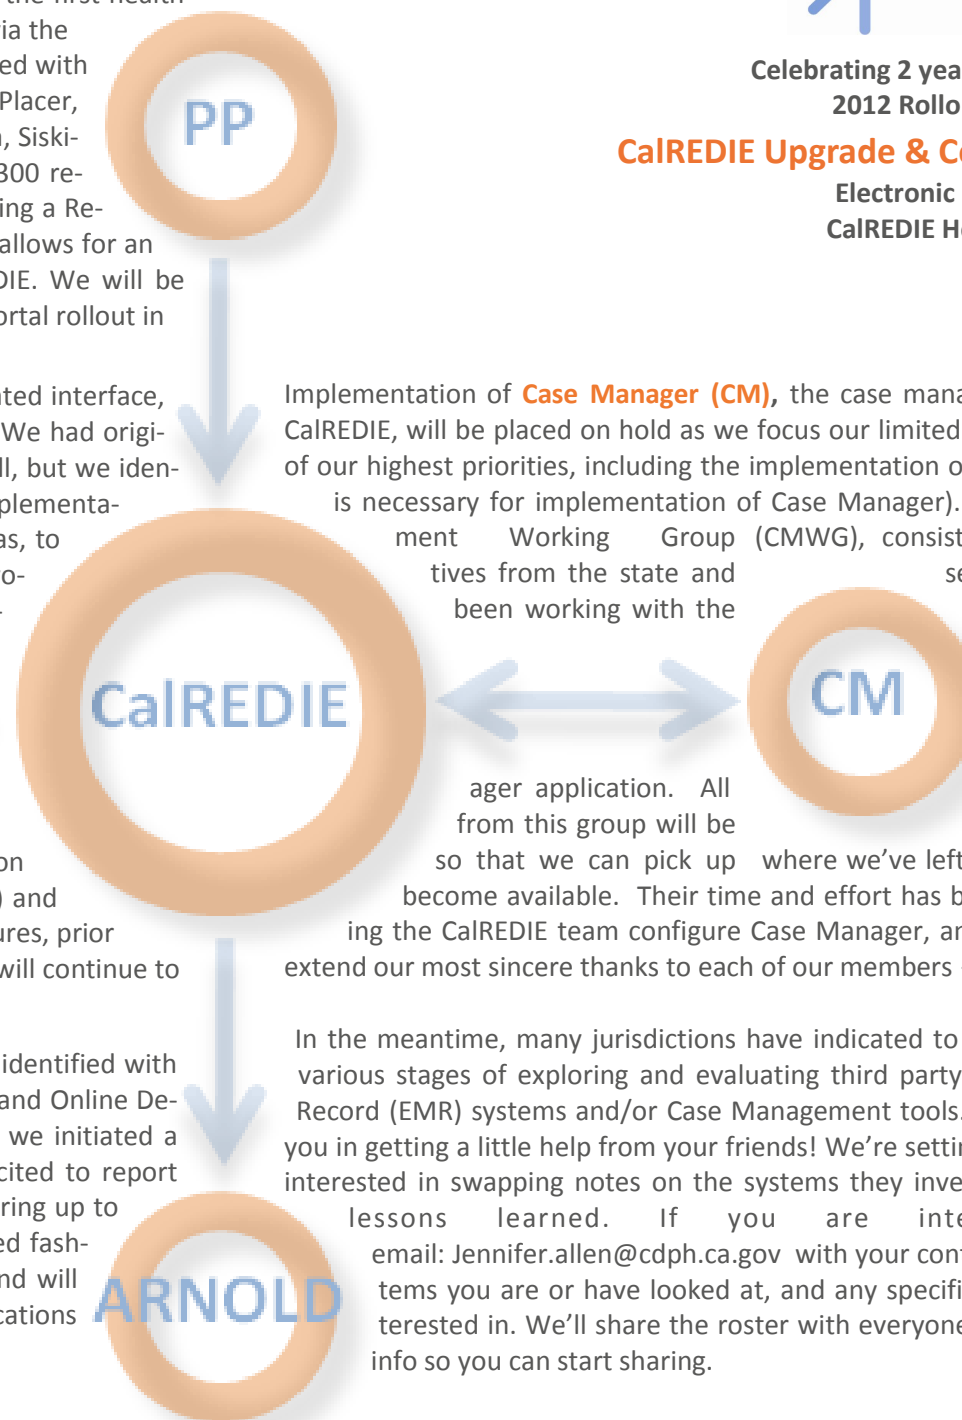 the first health
via the
ed with
Placer,
, Siski-
300 re-
ing a Re-
allows for an
DIE. We will be
ortal rollout in
PP
ated interface,
We had origi-
ll, but we iden-
plementa-
as, to
ro-
-
CalREDIE
on
) and
ures, prior
will continue to
identified with
and Online De-
we initiated a
cited to report
ring up to
ed fash-
nd will
cations
ARNOLD
Celebrating 2 yea
2012 Rollo
CalREDIE Upgrade & Co
Electronic
CalREDIE He
Implementation of Case Manager (CM), the case mana
CalREDIE, will be placed on hold as we focus our limited
of our highest priorities, including the implementation o
is necessary for implementation of Case Manager).
ment Working Group (CMWG), consist
tives from the state and se
been working with the
CM
ager application. All
from this group will be
so that we can pick up where we’ve left
become available. Their time and effort has b
ing the CalREDIE team configure Case Manager, an
extend our most sincere thanks to each of our members -
In the meantime, many jurisdictions have indicated to
various stages of exploring and evaluating third party
Record (EMR) systems and/or Case Management tools.
you in getting a little help from your friends! We’re settin
interested in swapping notes on the systems they inve
lessons learned. If you are inte
email: Jennifer.allen@cdph.ca.gov with your cont
tems you are or have looked at, and any specifi
terested in. We’ll share the roster with everyone
info so you can start sharing.